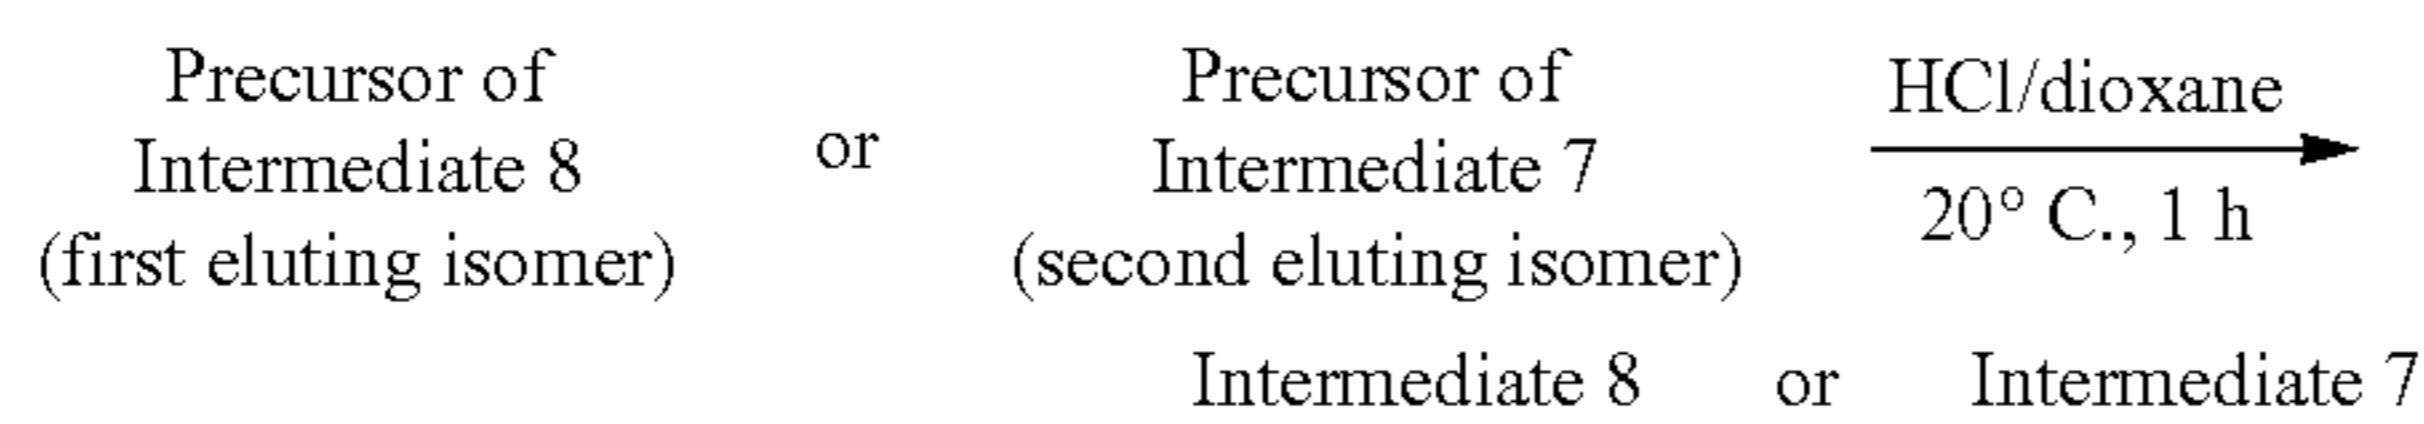 Precursor of
Intermediate 8
(first eluting isomer)
or
Precursor of
Intermediate 7
(second eluting isomer)
HCl/dioxane
20° C., 1 h
Intermediate 8 or Intermediate 7